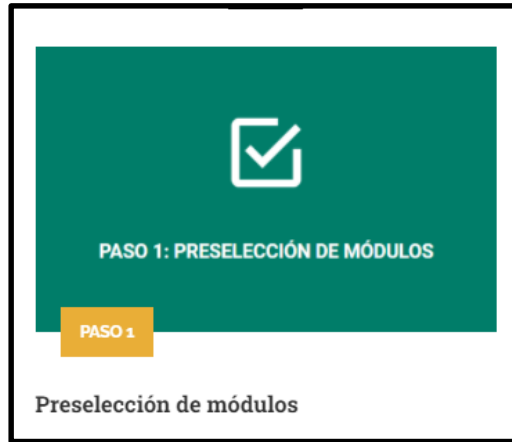 PASO 1: PRESELECCIÓN DE MÓDULOS
PASO 1
Preselección de módulos